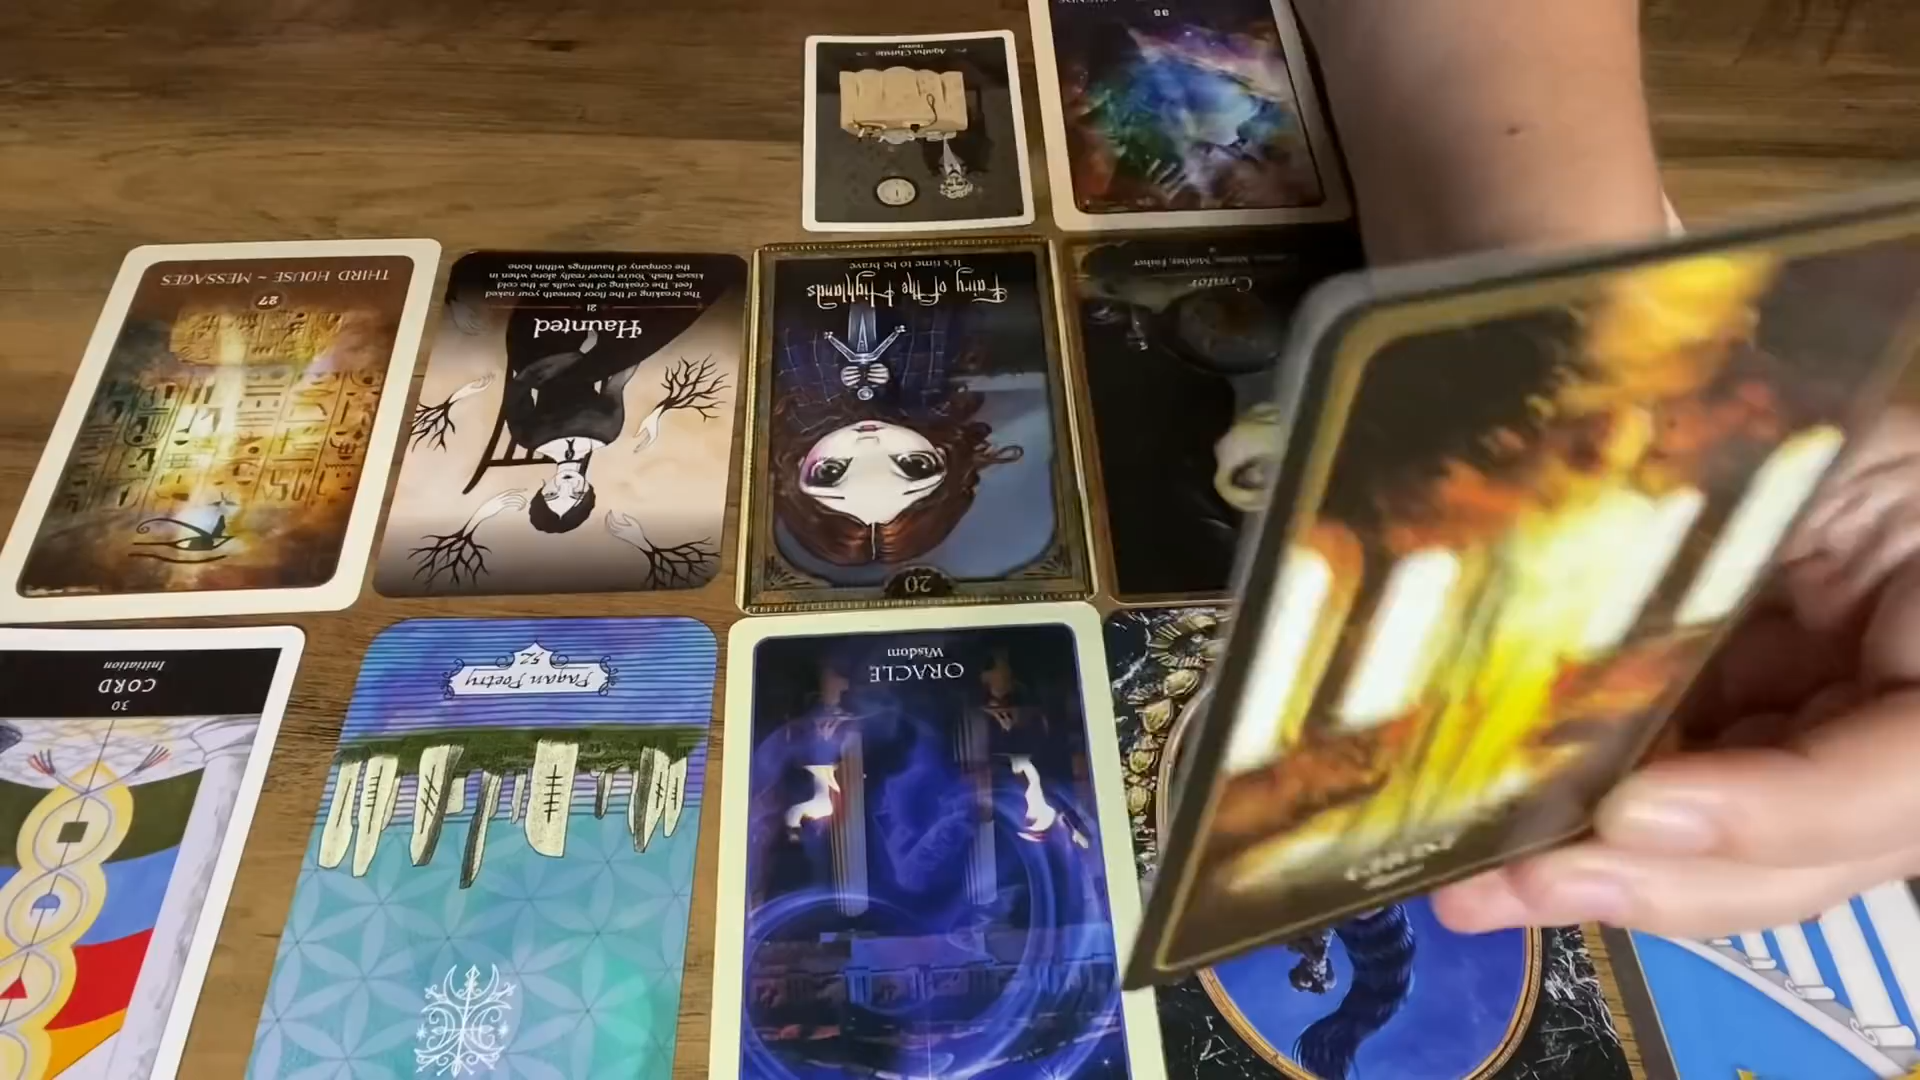 Agatha Christie
THIRD HOUSE ~ MESSAGES
27
Haunted
21
The breaking of the floor beneath your naked
feet. The creaking of the walls as the cold
kisses flesh. You're never really alone when in
the company of hauntings within bone
Fairy of the Highlands
It's time to be brave
20
Creator
30
CORD
Initiation
Pagan Poetry
52
ORACLE
Wisdom